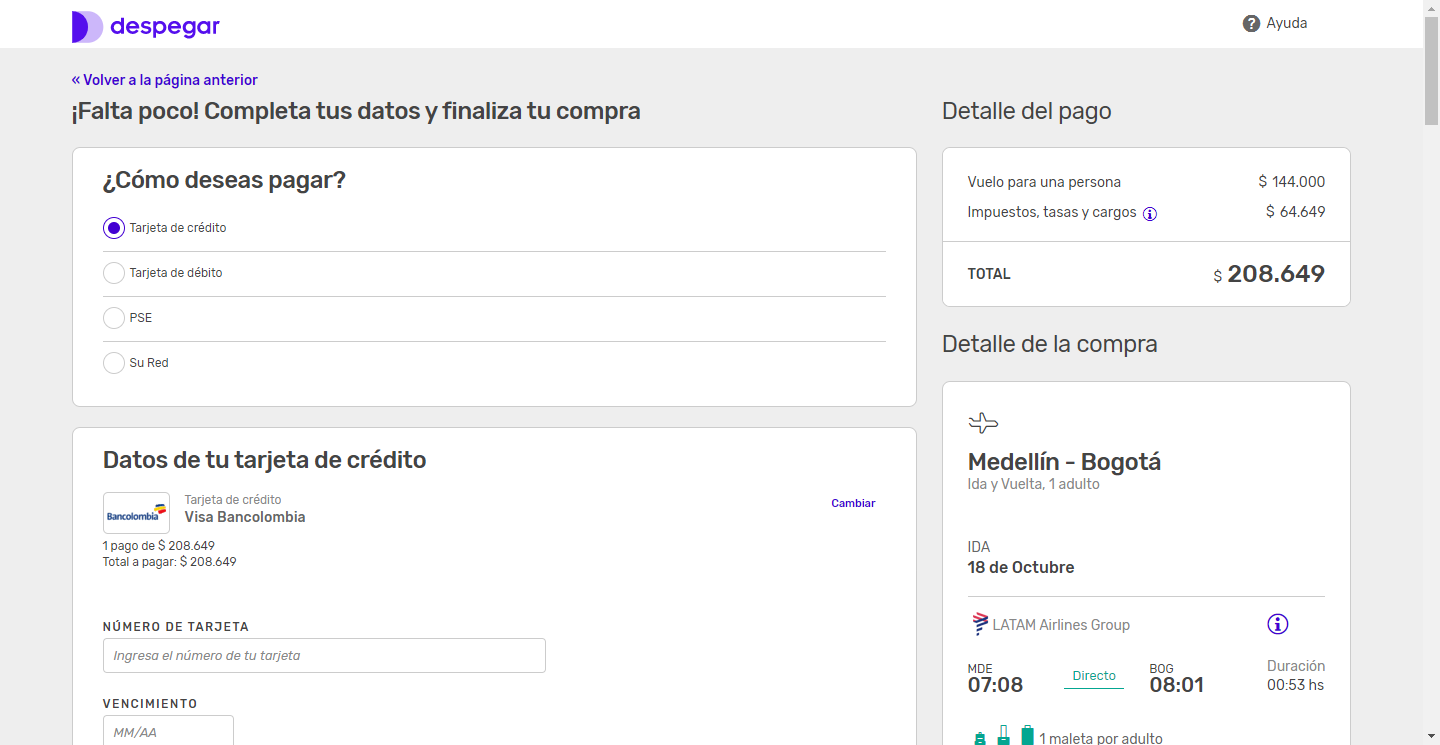 despegar
? Ayuda
« Volver a la página anterior
¡Falta poco! Completa tus datos y finaliza tu compra
¿Cómo deseas pagar?
Tarjeta de crédito
Tarjeta de débito
PSE
Su Red
Datos de tu tarjeta de crédito
Bancolombia
Tarjeta de crédito
Visa Bancolombia
Cambiar
1 pago de $ 208.649
Total a pagar: $ 208.649
NÚMERO DE TARJETA
Ingresa el número de tu tarjeta
VENCIMIENTO
MM/AA
Detalle del pago
Vuelo para una persona $ 144.000
Impuestos, tasas y cargos i $ 64.649
TOTAL $ 208.649
Detalle de la compra
Medellín - Bogotá
Ida y Vuelta, 1 adulto
IDA
18 de Octubre
LATAM Airlines Group i
MDE
07:08
Directo
BOG
08:01
Duración
00:53 hs
1 maleta por adulto